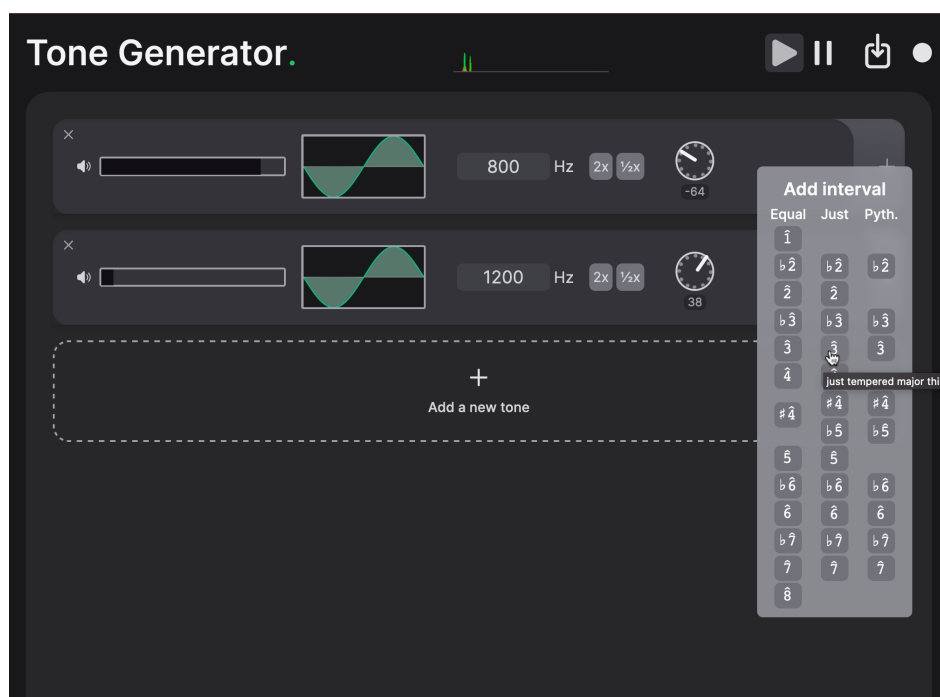 Tone Generator.
800 Hz 2x ½x
-64
1200 Hz 2x ½x
38
Add a new tone
Add interval
Equal Just Pyth.
1̂
♭2̂ ♭2̂ ♭2̂
2̂ 2̂
♭3̂ ♭3̂ ♭3̂
3̂ 3̂ 3̂
4̂
just tempered major thi
♯4̂ ♯4̂ ♯4̂
♭5̂ ♭5̂
5̂ 5̂
♭6̂ ♭6̂ ♭6̂
6̂ 6̂ 6̂
♭7̂ ♭7̂ ♭7̂
7̂ 7̂ 7̂
8̂